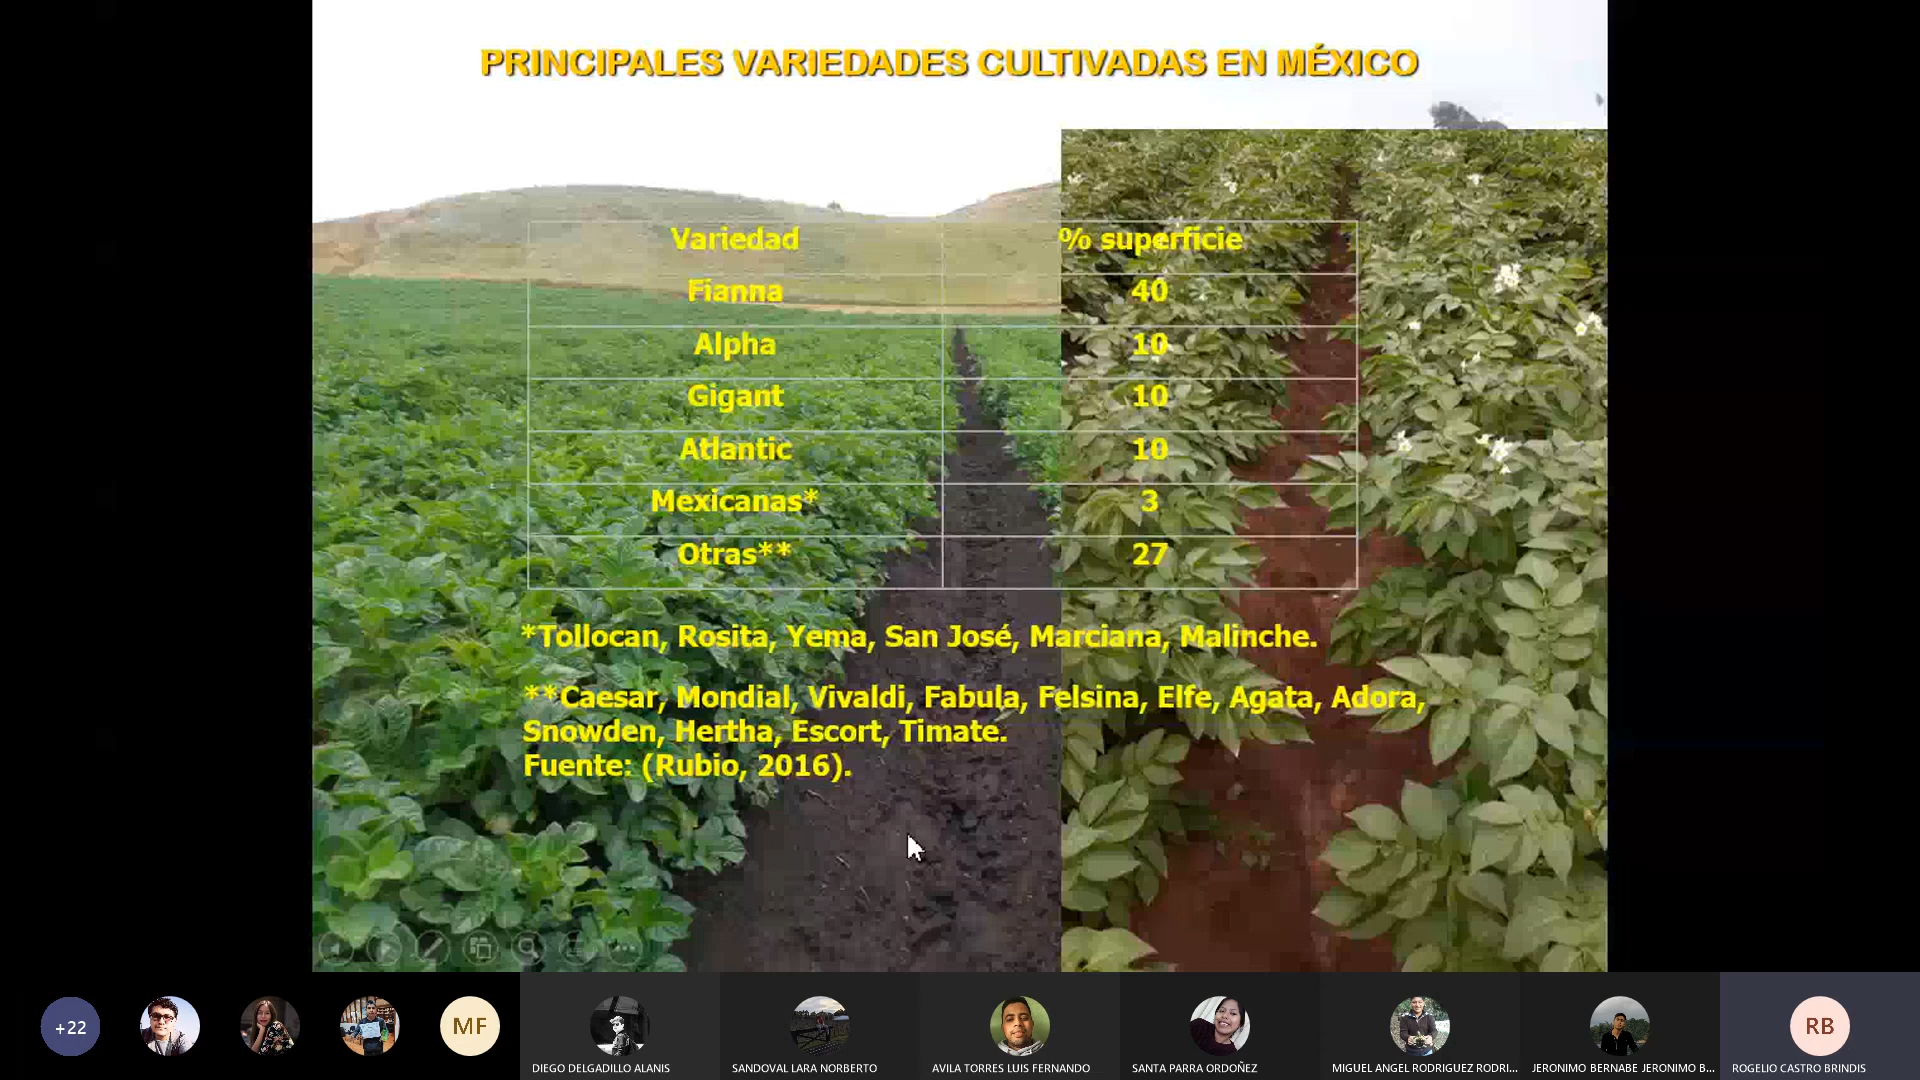 PRINCIPALES VARIEDADES CULTIVADAS EN MÉXICO
Variedad % superficie
Fianna 40
Alpha 10
Gigant 10
Atlantic 10
Mexicanas* 3
Otras** 27
*Tollocan, Rosita, Yema, San José, Marciana, Malinche.
**Caesar, Mondial, Vivaldi, Fabula, Felsina, Elfe, Agata, Adora,
Snowden, Hertha, Escort, Timate.
Fuente: (Rubio, 2016).
+22
MF
RB
DIEGO DELGADILLO ALANIS
SANDOVAL LARA NORBERTO
AVILA TORRES LUIS FERNANDO
SANTA PARRA ORDOÑEZ
MIGUEL ANGEL RODRIGUEZ RODRI...
JERONIMO BERNABE JERONIMO B...
ROGELIO CASTRO BRINDIS